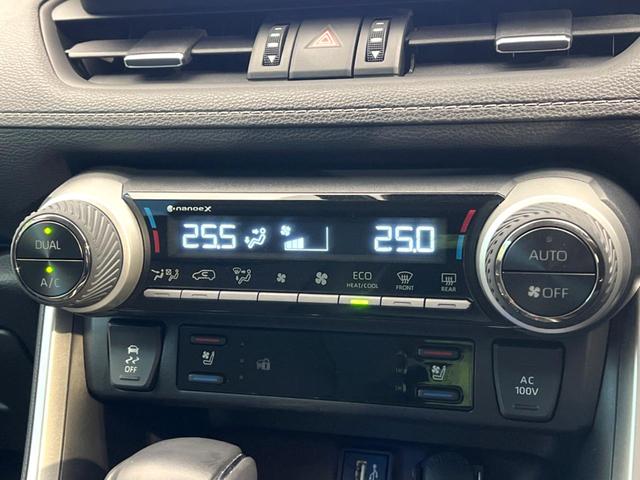 nanoeX
25.5
25.0
DUAL
A/C
AUTO
OFF
ECO
HEAT/COOL
FRONT
REAR
OFF
AC
100V